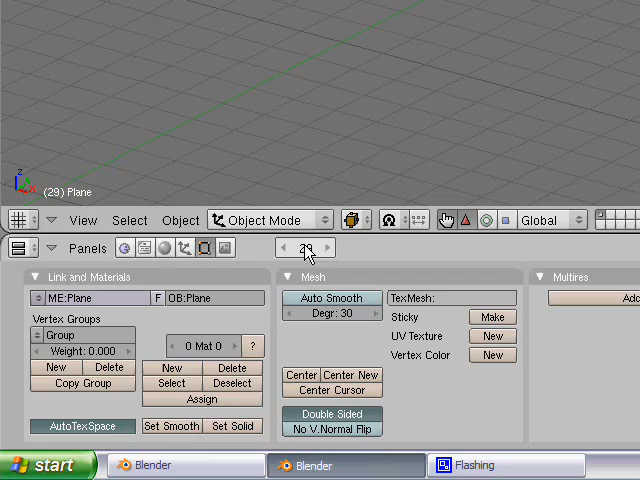 z
x
(29) Plane
View Select Object Object Mode Global
Panels
Link and Materials Mesh Multires
ME:Plane F OB:Plane Auto Smooth TexMesh: Add
Vertex Groups Degr: 30 Sticky Make
Group
Weight: 0.000 0 Mat 0 ? UV Texture New
Vertex Color New
New Delete New Delete Center Center New
Copy Group Select Deselect Center Cursor
Assign
Double Sided
AutoTexSpace Set Smooth Set Solid No V.Normal Flip
start Blender Blender Flashing